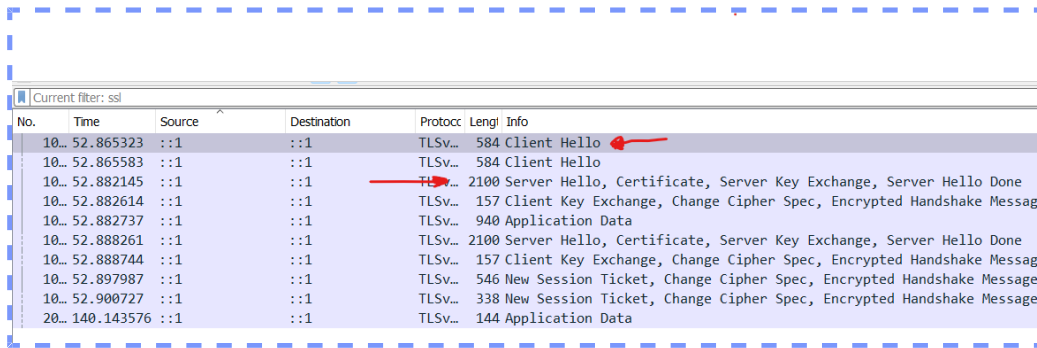 Current filter: ssl
No. Time Source Destination Protocc Lengt Info
10… 52.865323 ::1 ::1 TLSv… 584 Client Hello
10… 52.865583 ::1 ::1 TLSv… 584 Client Hello
10… 52.882145 ::1 ::1 TLSv… 2100 Server Hello, Certificate, Server Key Exchange, Server Hello Done
10… 52.882614 ::1 ::1 TLSv… 157 Client Key Exchange, Change Cipher Spec, Encrypted Handshake Messag
10… 52.882737 ::1 ::1 TLSv… 940 Application Data
10… 52.888261 ::1 ::1 TLSv… 2100 Server Hello, Certificate, Server Key Exchange, Server Hello Done
10… 52.888744 ::1 ::1 TLSv… 157 Client Key Exchange, Change Cipher Spec, Encrypted Handshake Messag
10… 52.897987 ::1 ::1 TLSv… 546 New Session Ticket, Change Cipher Spec, Encrypted Handshake Message
10… 52.900727 ::1 ::1 TLSv… 338 New Session Ticket, Change Cipher Spec, Encrypted Handshake Message
20… 140.143576 ::1 ::1 TLSv… 144 Application Data